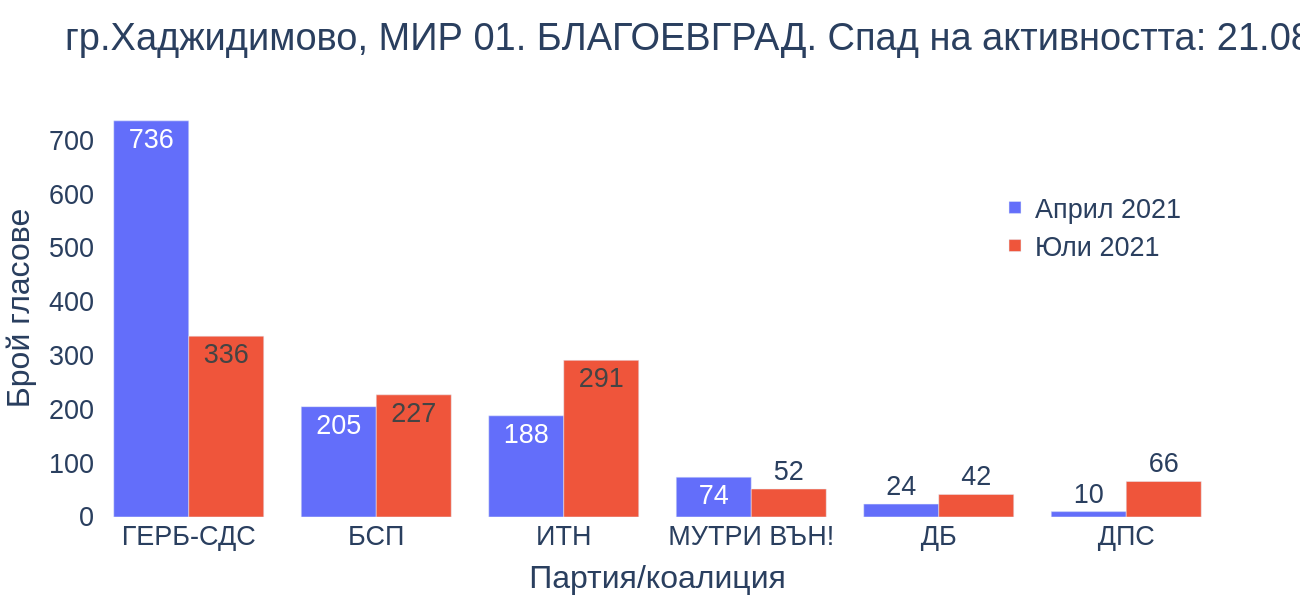 гр.Хаджидимово, МИР 01. БЛАГОЕВГРАД. Спад на активността: 21.08
Брой гласове
700
600
500
400
300
200
100
0
736
336
205
227
188
291
74
52
24
42
10
66
Април 2021
Юли 2021
ГЕРБ-СДС
БСП
ИТН
МУТРИ ВЪН!
ДБ
ДПС
Партия/коалиция